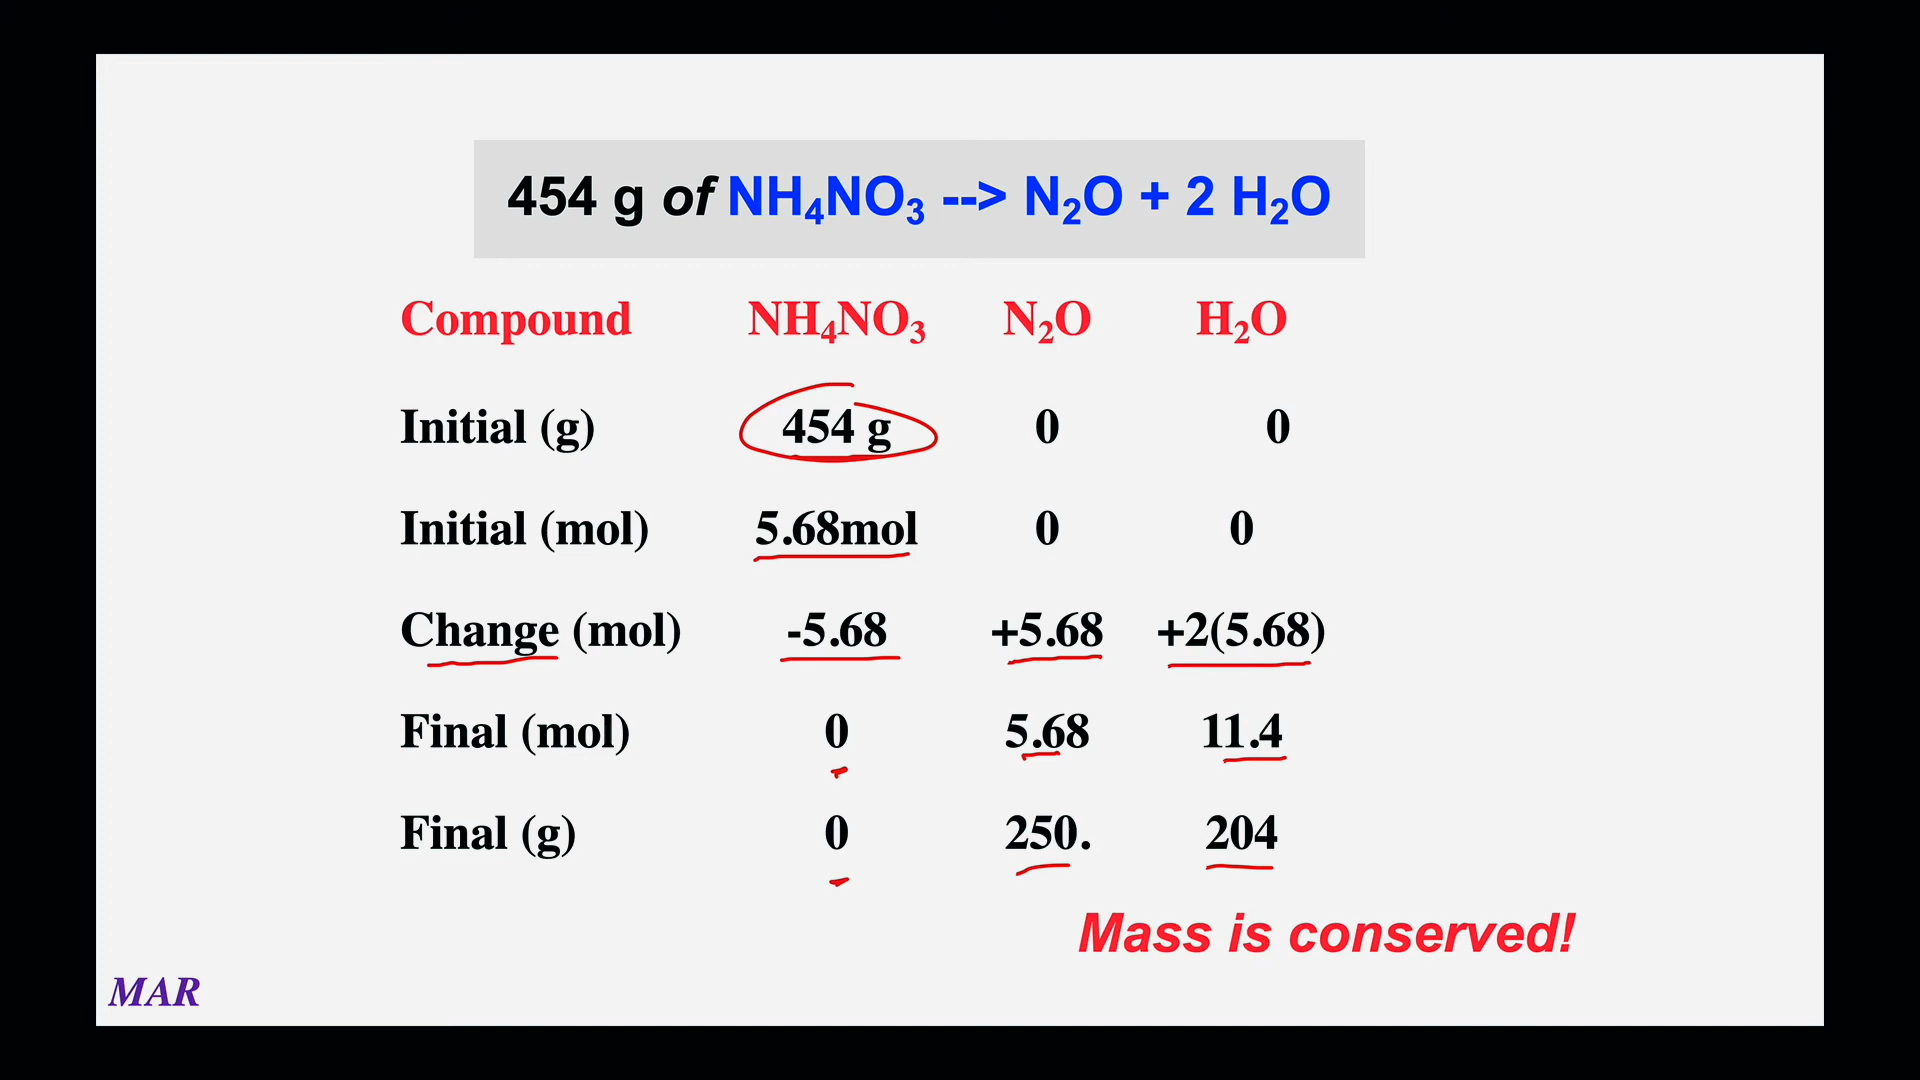 454 g of NH₄NO₃ --> N₂O + 2 H₂O
Compound NH₄NO₃ N₂O H₂O
Initial (g) 454 g 0 0
Initial (mol) 5.68mol 0 0
Change (mol) -5.68 +5.68 +2(5.68)
Final (mol) 0 5.68 11.4
Final (g) 0 250. 204
Mass is conserved!
MAR